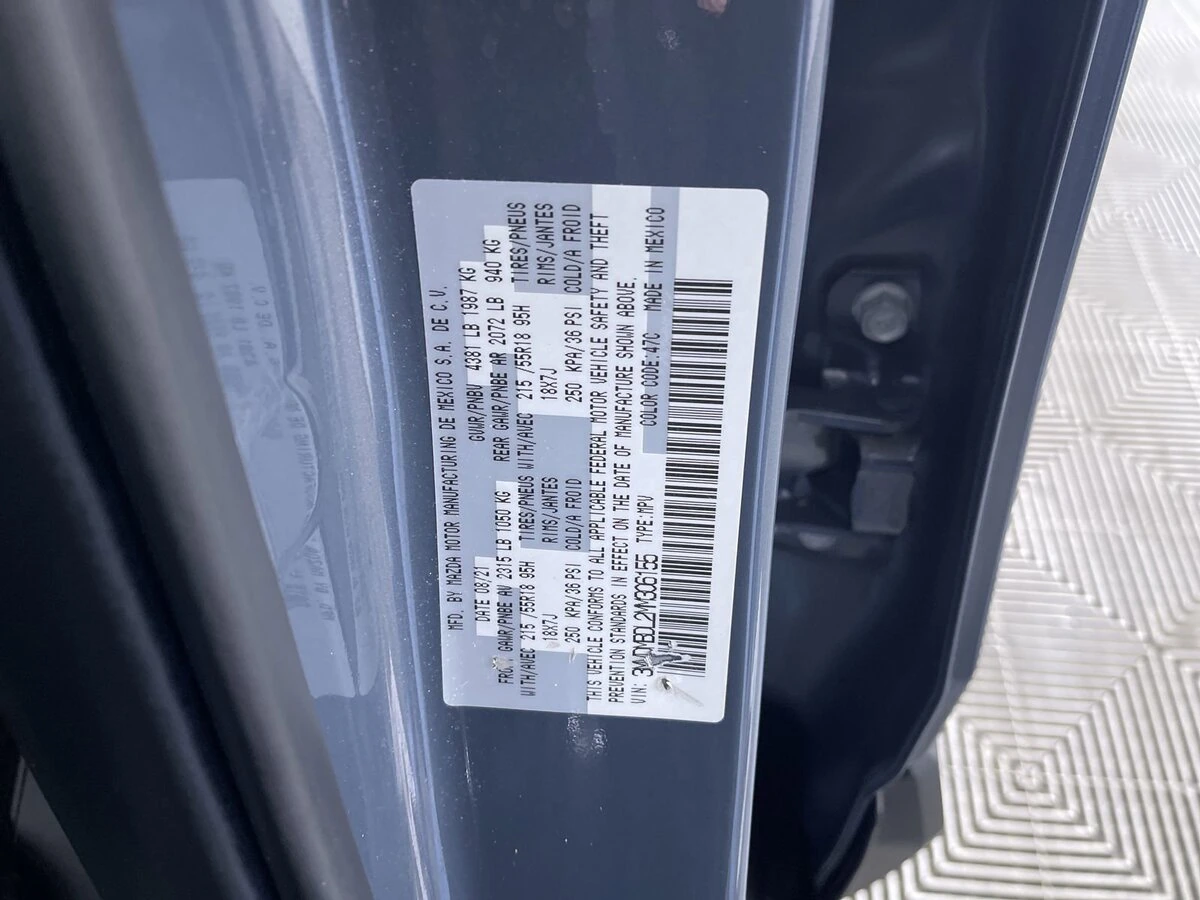 MFD. BY MAZDA MOTOR MANUFACTURING DE MEXICO S.A. DE C.V.
DATE 08/21 GVWR/PNBV 4381 LB 1987 KG
FRONT GAWR/PNBE AV 2315 LB 1050 KG REAR GAWR/PNBE AR 2072 LB 940 KG
WITH/AVEC 215 /55R18 95H TIRES/PNEUS WITH/AVEC 215 /55R18 95H TIRES/PNEUS
18X7J RIMS/JANTES 18X7J RIMS/JANTES
250 KPA/36 PSI COLD/A FROID 250 KPA/36 PSI COLD/A FROID
THIS VEHICLE CONFORMS TO ALL APPLICABLE FEDERAL MOTOR VEHICLE SAFETY AND THEFT
PREVENTION STANDARDS IN EFFECT ON THE DATE OF MANUFACTURE SHOWN ABOVE.
VIN: 3MVDMBDL2MM306155 TYPE:MPV COLOR CODE:47C MADE IN MEXICO